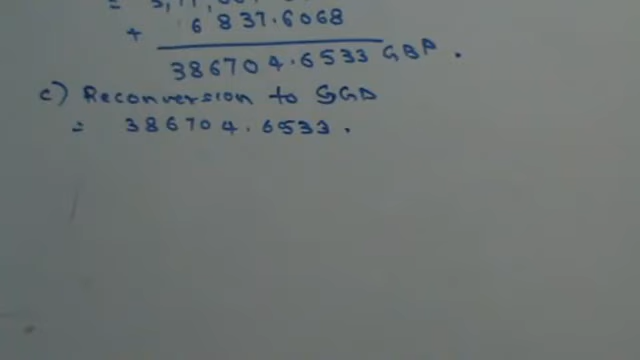 =
+ 6 837.6068
386704.6533 GBP.
c) Reconversion to SGD
= 386704.6533.